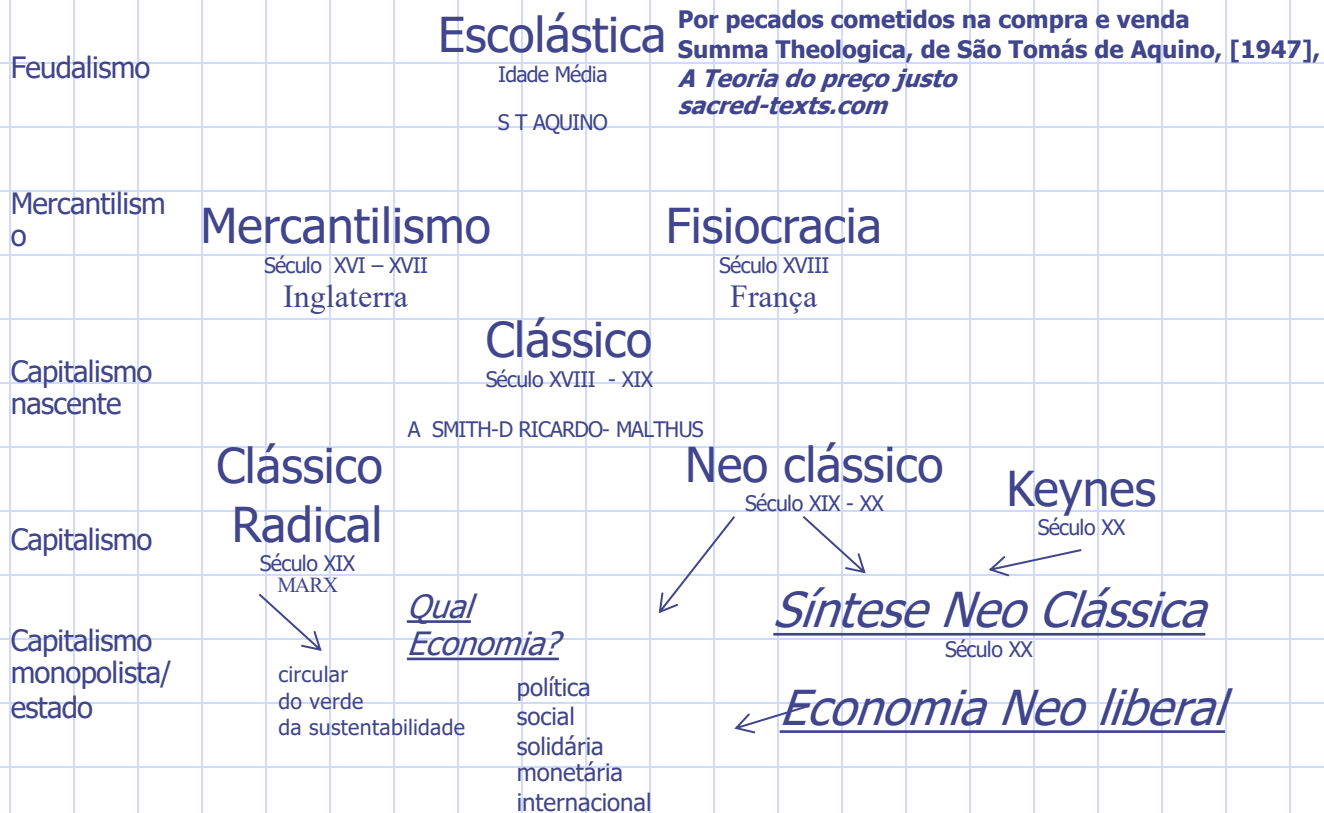 Feudalismo
Escolástica
Idade Média
S T AQUINO
Por pecados cometidos na compra e venda
Summa Theologica, de São Tomás de Aquino, [1947],
A Teoria do preço justo
sacred-texts.com
Mercantilism
o
Mercantilismo
Século XVI – XVII
Inglaterra
Fisiocracia
Século XVIII
França
Capitalismo
nascente
Clássico
Século XVIII - XIX
A SMITH-D RICARDO- MALTHUS
Capitalismo
Clássico
Radical
Século XIX
MARX
Neo clássico
Século XIX - XX
Keynes
Século XX
Capitalismo
monopolista/
estado
circular
do verde
da sustentabilidade
Qual
Economia?
política
social
solidária
monetária
internacional
Síntese Neo Clássica
Século XX
Economia Neo liberal